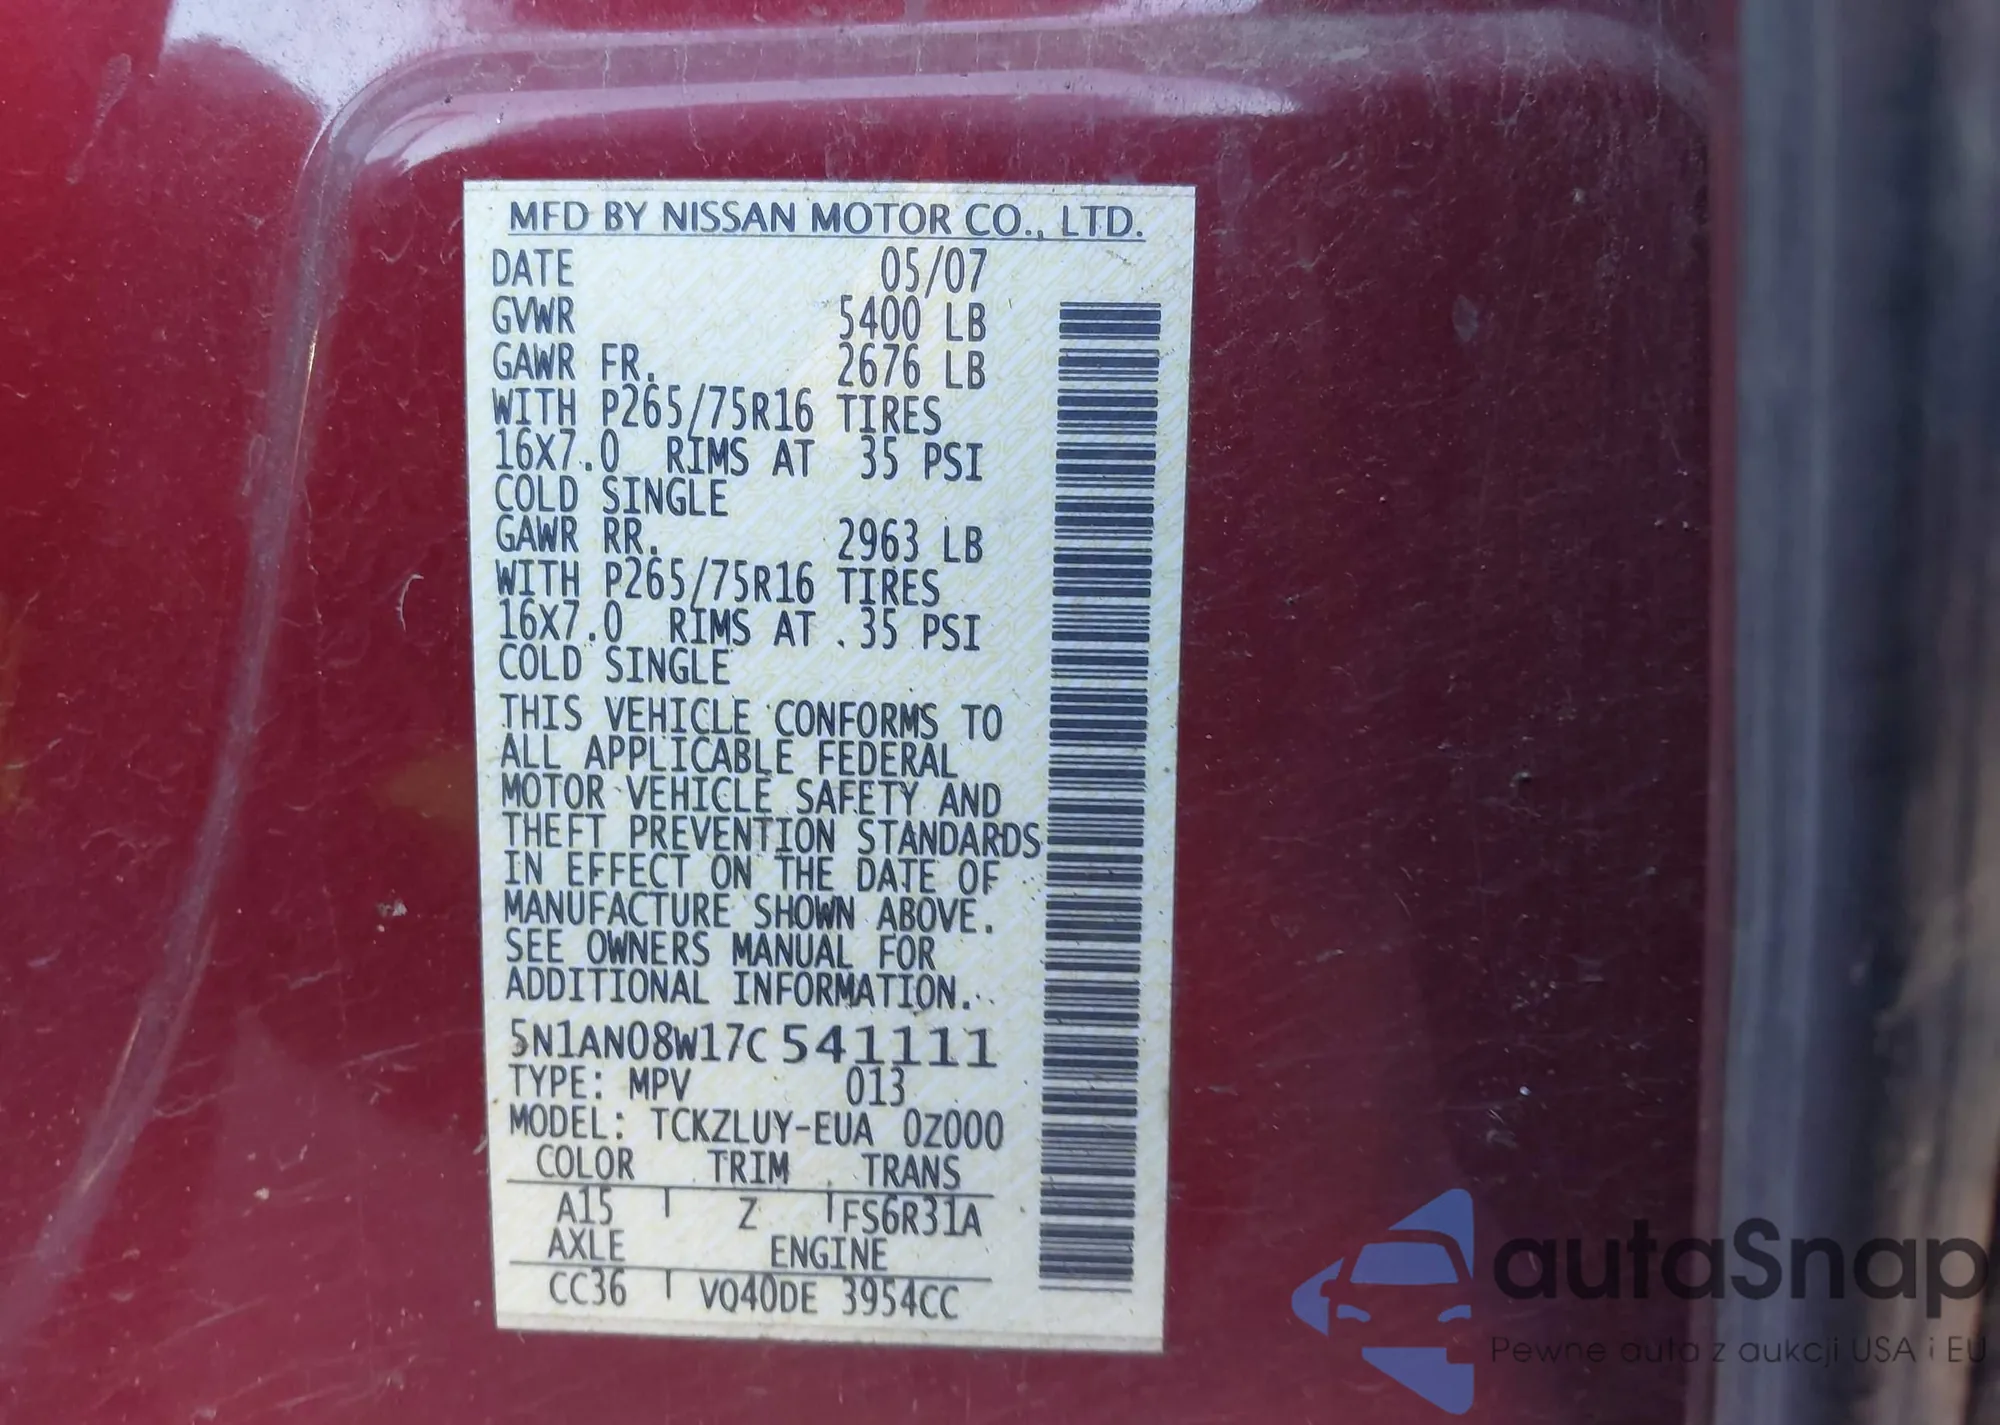 MFD BY NISSAN MOTOR CO., LTD.
DATE 05/07
GVWR 5400 LB
GAWR FR. 2676 LB
WITH P265/75R16 TIRES
16X7.0 RIMS AT 35 PSI
COLD SINGLE
GAWR RR. 2963 LB
WITH P265/75R16 TIRES
16X7.0 RIMS AT 35 PSI
COLD SINGLE
THIS VEHICLE CONFORMS TO
ALL APPLICABLE FEDERAL
MOTOR VEHICLE SAFETY AND
THEFT PREVENTION STANDARDS
IN EFFECT ON THE DATE OF
MANUFACTURE SHOWN ABOVE.
SEE OWNERS MANUAL FOR
ADDITIONAL INFORMATION.
5N1AN08W17C541111
TYPE: MPV 013
MODEL: TCKZLUY-EUA 0Z000
COLOR TRIM TRANS
A15 Z FS6R31A
AXLE ENGINE
CC36 VQ40DE 3954CC
autaSnap
Pewne auta z aukcji USA i EU